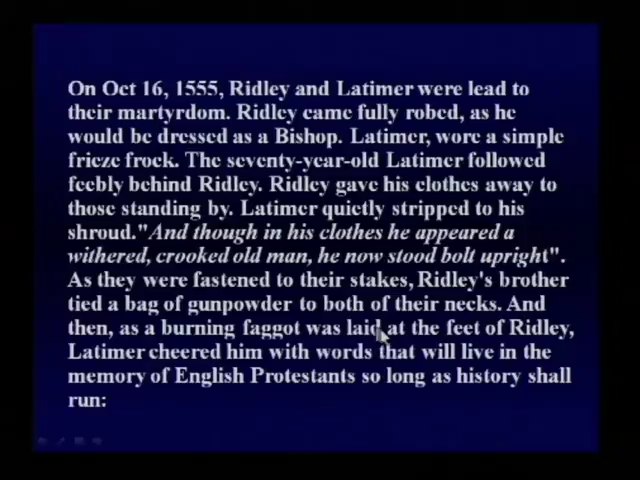 On Oct 16, 1555, Ridley and Latimer were lead to
their martyrdom. Ridley came fully robed, as he
would be dressed as a Bishop. Latimer, wore a simple
frieze frock. The seventy-year-old Latimer followed
feebly behind Ridley. Ridley gave his clothes away to
those standing by. Latimer quietly stripped to his
shroud."And though in his clothes he appeared a
withered, crooked old man, he now stood bolt upright".
As they were fastened to their stakes, Ridley's brother
tied a bag of gunpowder to both of their necks. And
then, as a burning faggot was laid at the feet of Ridley,
Latimer cheered him with words that will live in the
memory of English Protestants so long as history shall
run: